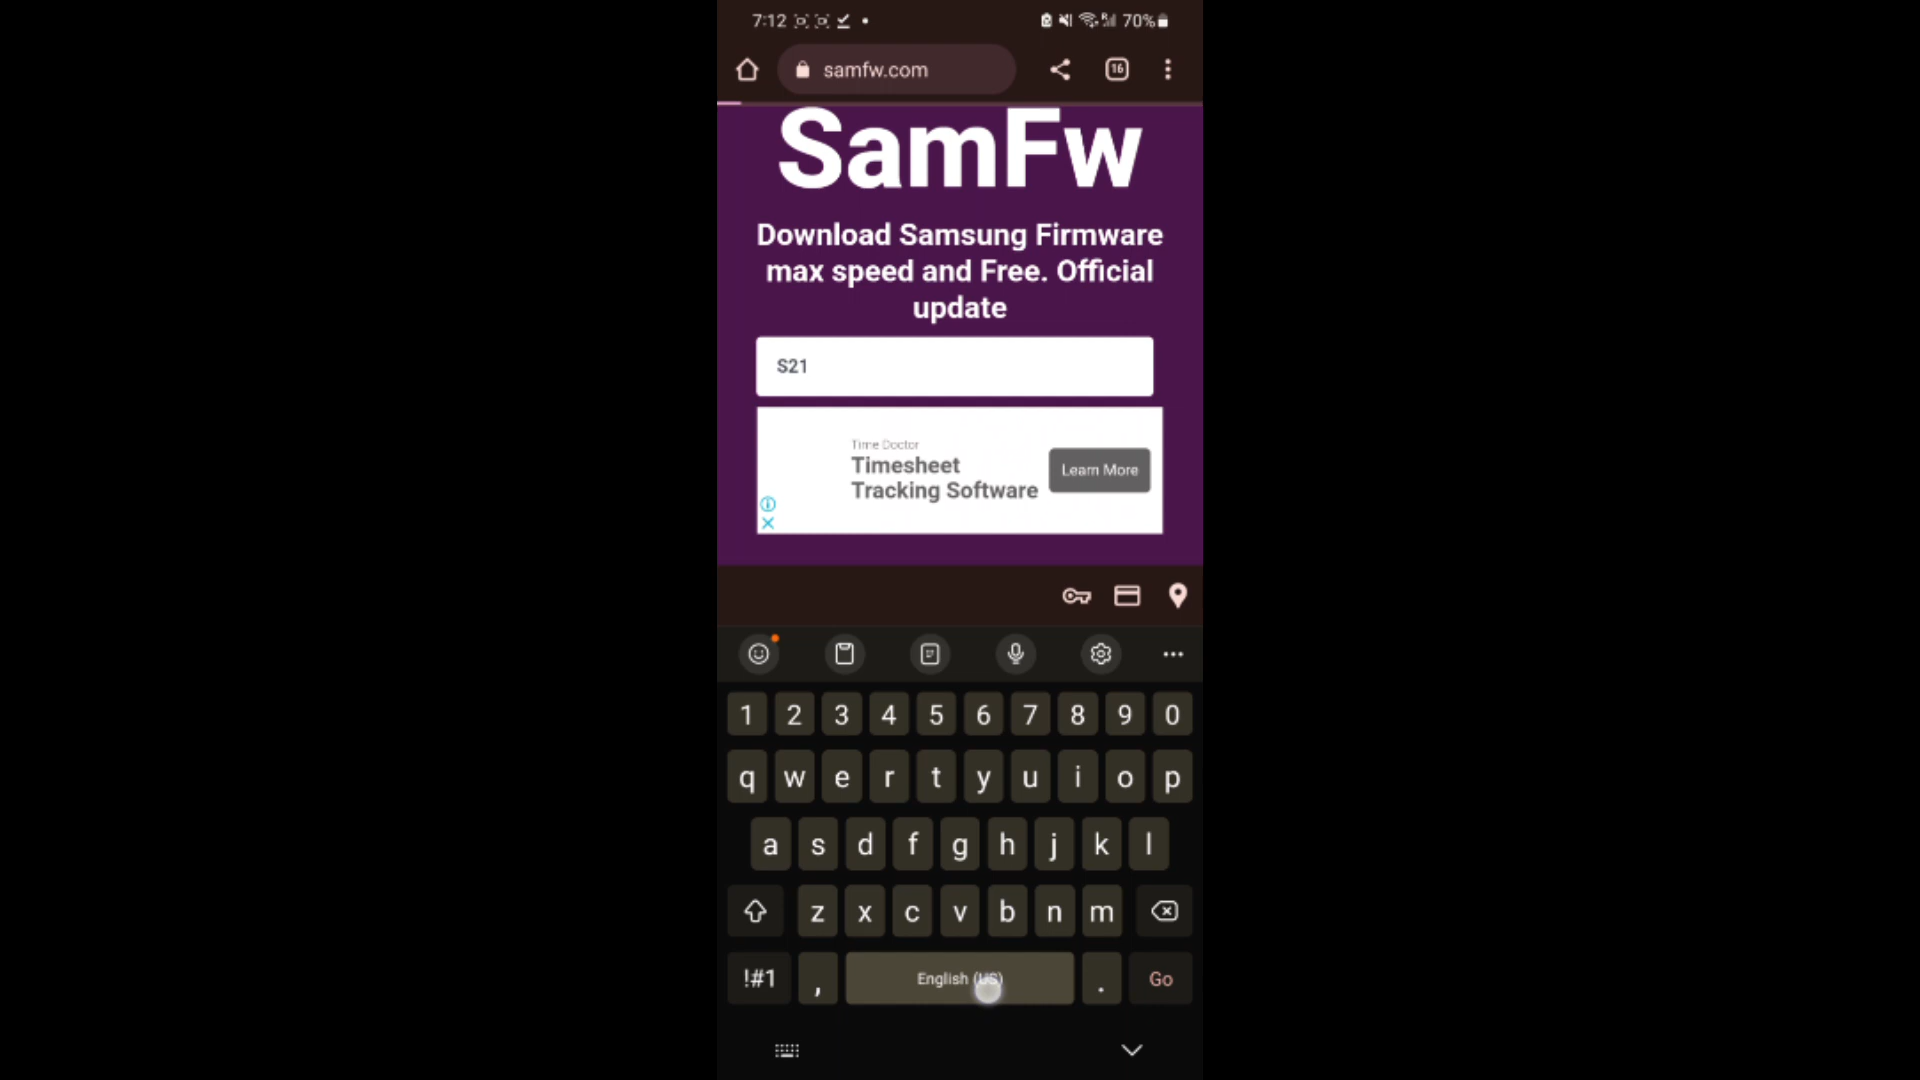 7:12
70%
samfw.com
16
SamFw
Download Samsung Firmware
max speed and Free. Official
update
S21
Time Doctor
Timesheet
Tracking Software
Learn More
1 2 3 4 5 6 7 8 9 0
q w e r t y u i o p
a s d f g h j k l
z x c v b n m
!#1 , English (US) . Go